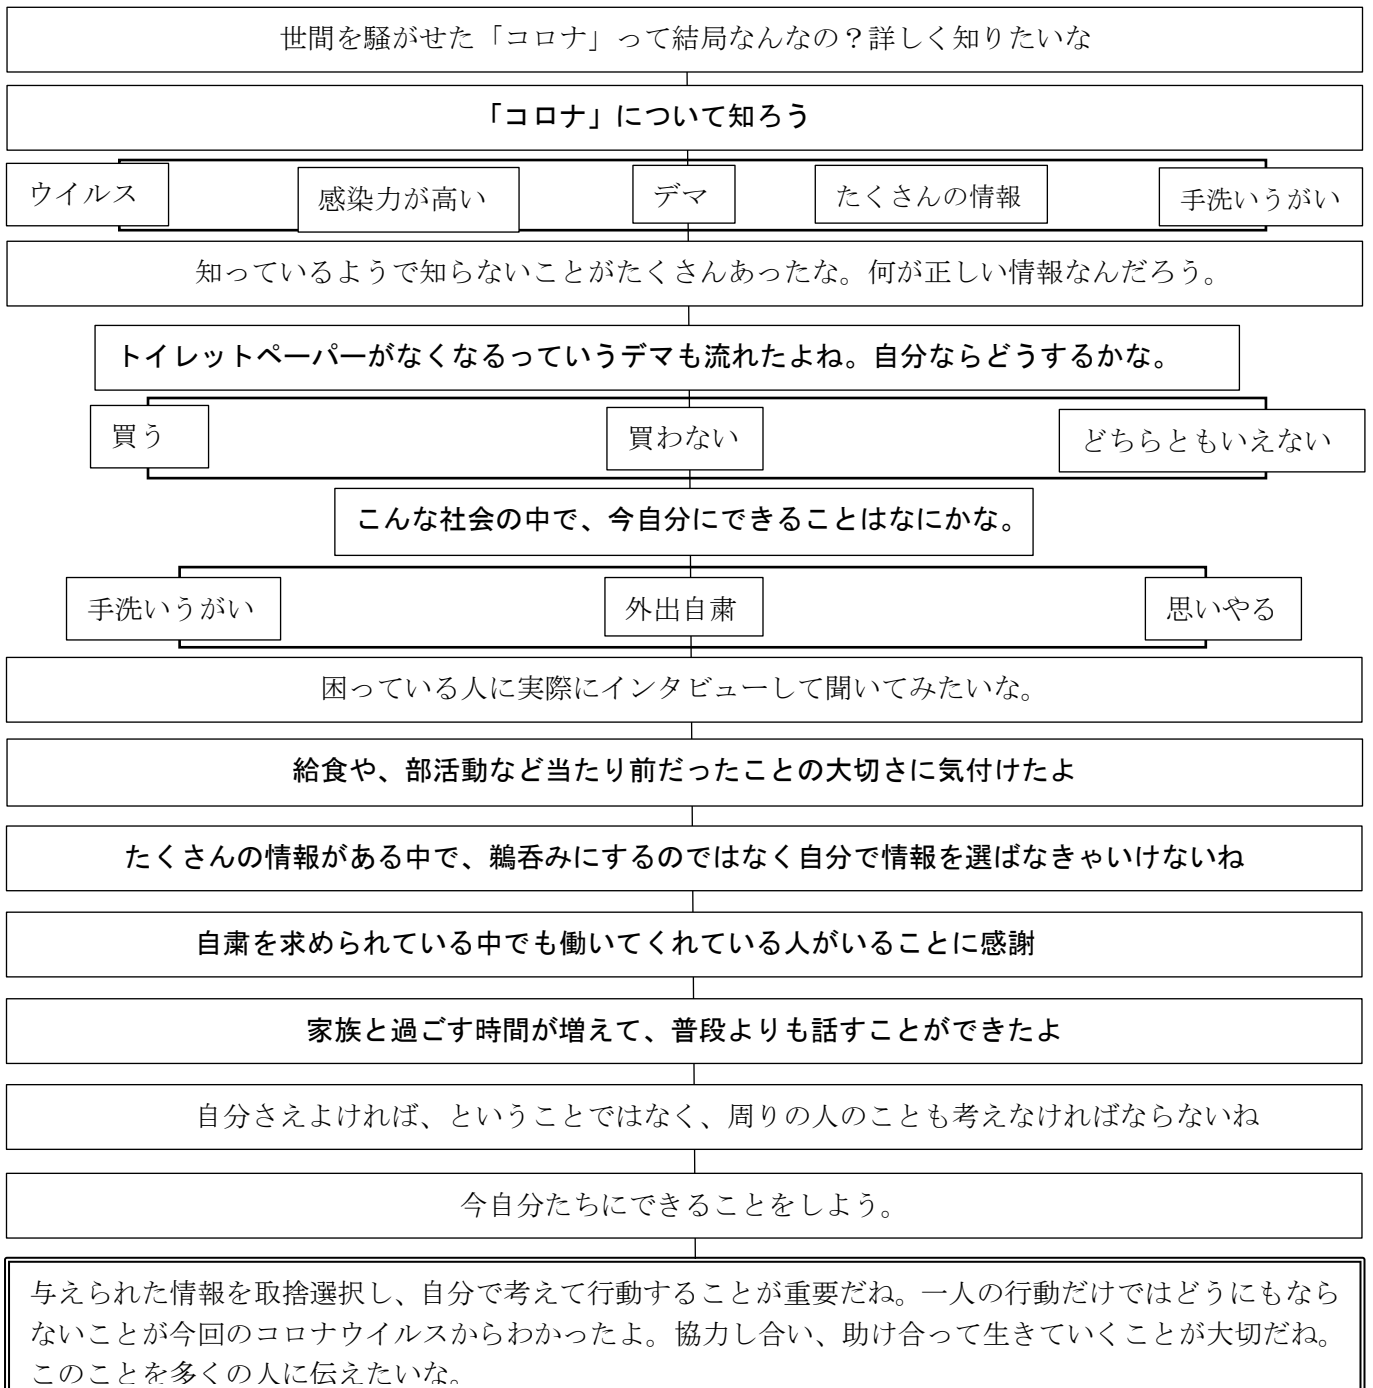 世間を騒がせた「コロナ」って結局なんなの？詳しく知りたいな
「コロナ」について知ろう
ウイルス
感染力が高い
デマ
たくさんの情報
手洗いうがい
知っているようで知らないことがたくさんあったな。何が正しい情報なんだろう。
トイレットペーパーがなくなるっていうデマも流れたよね。自分ならどうするかな。
買う
買わない
どちらともいえない
こんな社会の中で、今自分にできることはなにかな。
手洗いうがい
外出自粛
思いやる
困っている人に実際にインタビューして聞いてみたいな。
給食や、部活動など当たり前だったことの大切さに気付けたよ
たくさんの情報がある中で、鵜呑みにするのではなく自分で情報を選ばなきゃいけないね
自粛を求められている中でも働いてくれている人がいることに感謝
家族と過ごす時間が増えて、普段よりも話すことができたよ
自分さえよければ、ということではなく、周りの人のことも考えなければならないね
今自分たちにできることをしよう。
与えられた情報を取捨選択し、自分で考えて行動することが重要だね。一人の行動だけではどうにもなら
ないことが今回のコロナウイルスからわかったよ。協力し合い、助け合って生きていくことが大切だね。
このことを多くの人に伝えたいな。